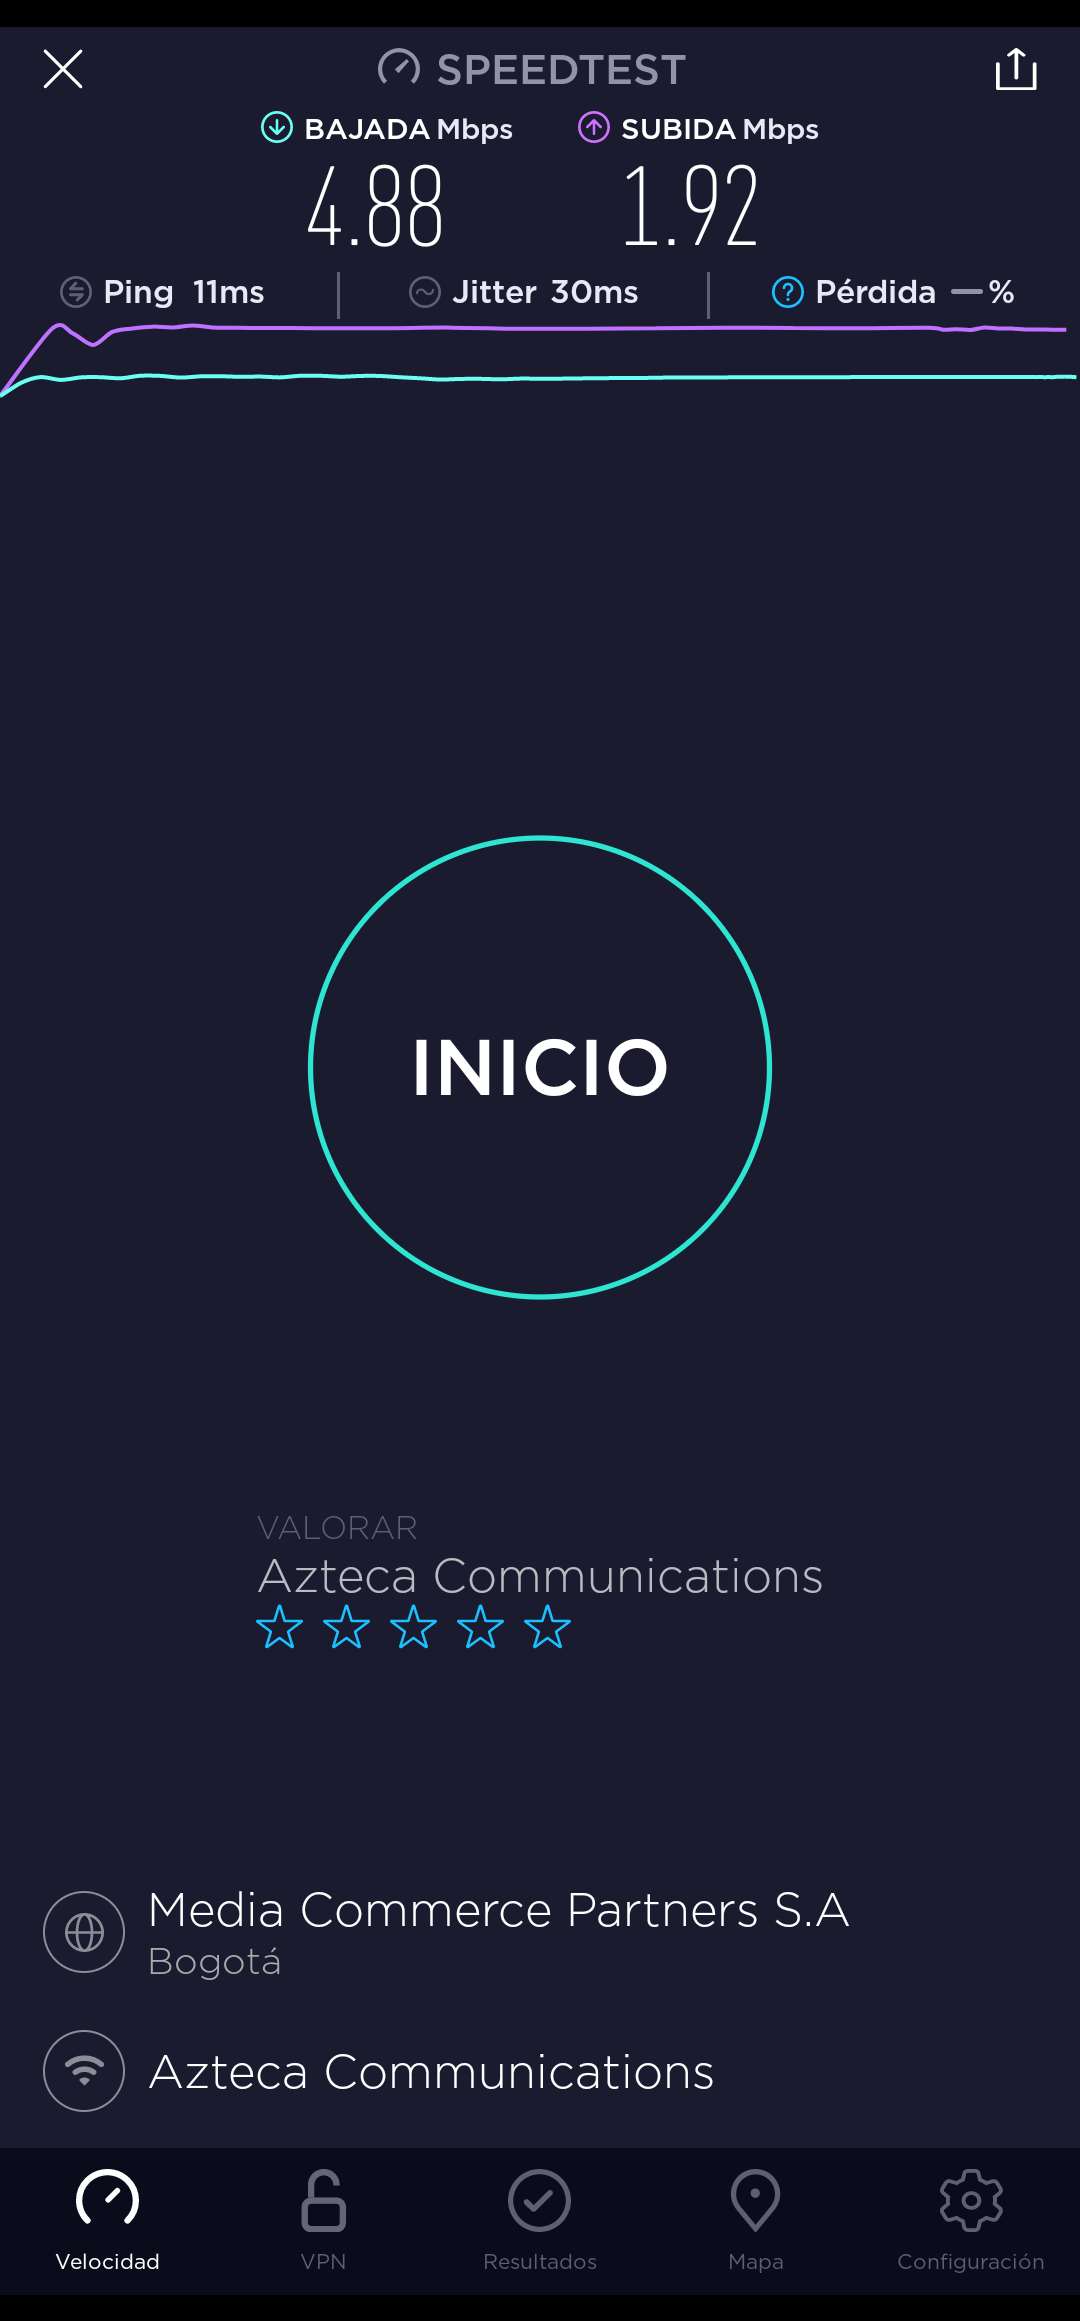 SPEEDTEST
BAJADA Mbps
SUBIDA Mbps
4.88
1.92
Ping 11ms
Jitter 30ms
Pérdida —%
INICIO
VALORAR
Azteca Communications
Media Commerce Partners S.A
Bogotá
Azteca Communications
Velocidad
VPN
Resultados
Mapa
Configuración